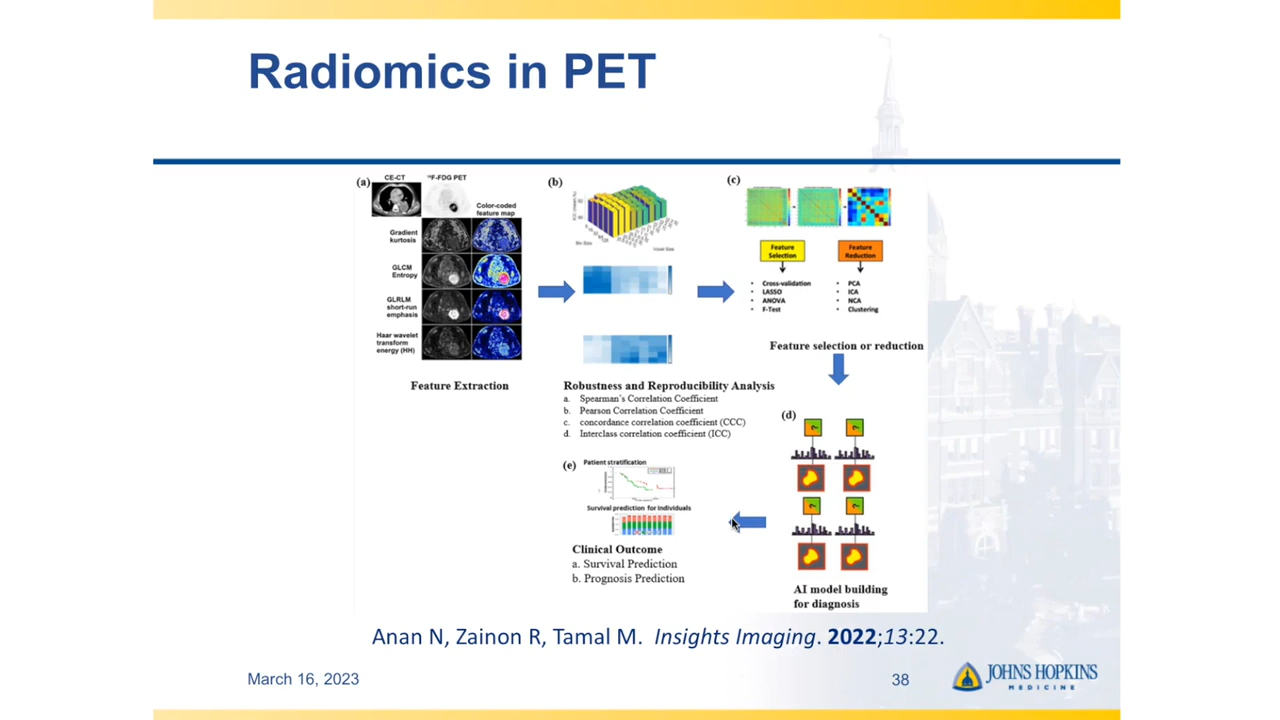 Radiomics in PET
(a)
CE-CT
¹⁸F-FDG PET
Color-coded
feature map
Gradient
kurtosis
GLCM
Entropy
GLRLM
short-run
emphasis
Haar wavelet
transform
energy (HH)
Feature Extraction
(b)
Bin Size
Voxel Size
Robustness and Reproducibility Analysis
a. Spearman's Correlation Coefficient
b. Pearson Correlation Coefficient
c. concordance correlation coefficient (CCC)
d. Interclass correlation coefficient (ICC)
(c)
Feature
Selection
• Cross-validation
• LASSO
• ANOVA
• F-Test
Feature
Reduction
• PCA
• ICA
• NCA
• Clustering
Feature selection or reduction
(d)
AI model building
for diagnosis
(e)
Patient stratification
Survival prediction for individuals
Clinical Outcome
a. Survival Prediction
b. Prognosis Prediction
Anan N, Zainon R, Tamal M. Insights Imaging. 2022;13:22.
March 16, 2023
38
JOHNS HOPKINS
MEDICINE